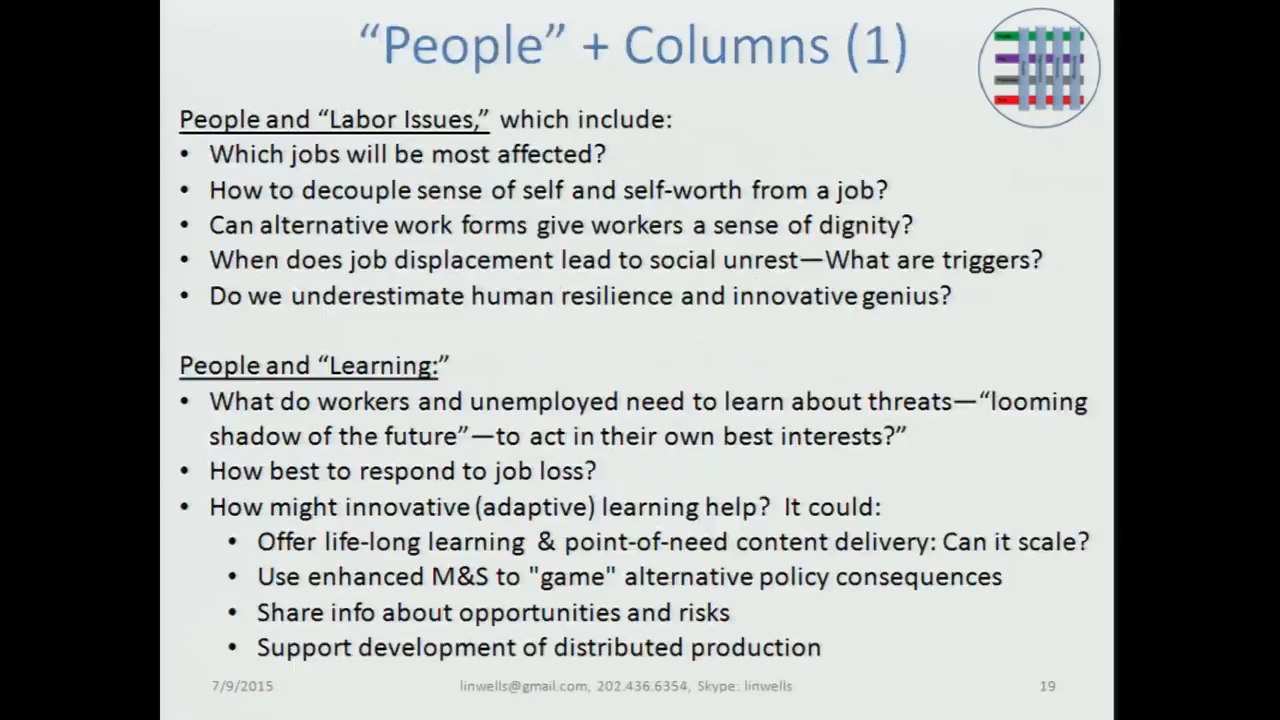 “People” + Columns (1)
People and “Labor Issues,” which include:
• Which jobs will be most affected?
• How to decouple sense of self and self-worth from a job?
• Can alternative work forms give workers a sense of dignity?
• When does job displacement lead to social unrest—What are triggers?
• Do we underestimate human resilience and innovative genius?
People and “Learning:”
• What do workers and unemployed need to learn about threats—“looming
shadow of the future”—to act in their own best interests?”
• How best to respond to job loss?
• How might innovative (adaptive) learning help? It could:
• Offer life-long learning & point-of-need content delivery: Can it scale?
• Use enhanced M&S to "game" alternative policy consequences
• Share info about opportunities and risks
• Support development of distributed production
7/9/2015
linwells@gmail.com, 202.436.6354, Skype: linwells
19